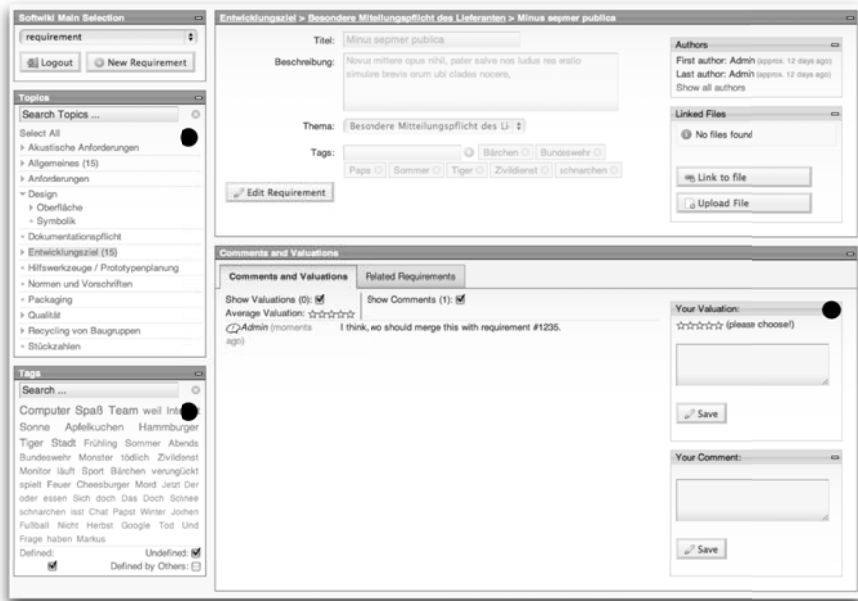 Softwiki Main Selection
requirement
Logout
New Requirement
Topics
Search Topics ...
Select All
Akustische Anforderungen
Allgemeines (15)
Anforderungen
Design
Oberfläche
Symbolik
Dokumentationspflicht
Entwicklungsziel (15)
Hilfswerkzeuge / Prototypenplanung
Normen und Vorschriften
Packaging
Qualität
Recycling von Baugruppen
Stückzahlen
Tags
Search ...
Computer Spaß Team weil
Sonne Apfelkuchen Hammburger
Tiger Stadt Frühling Sommer Abends
Bundeswehr Monster tödlich Zivildienst
Monitor läuft Sport Bärchen verunglückt
spielt Feuer Cheesburger Mord Jetzt Der
oder essen Sich doch Das Doch Schnee
schnarchen isst Chat Papst Winter Jochen
Fußball Nicht Herbst Google Tod Und
Frage haben Markus
Defined:
Undefined:
Defined by Others:
Entwicklungsziel > Besondere Miteilungspflicht des Lieferanten > Minus sepmer publica
Titel: Minus sepmer publica
Beschreibung: Novus mittere opus nihil, pater salve nos ludus res eratio
simulre brevis orum ubi clades nocere,
Thema: Besondere Mitteilungspflicht des Li
Tags: Bärchen Bundeswehr
Paps Sommer Tiger Zivildienst schnarchen
Edit Requirement
Authors
First author: Admin (approx. 12 days ago)
Last author: Admin (approx. 12 days ago)
Show all authors
Linked Files
No files found
Link to file
Upload File
Comments and Valuations
Comments and Valuations
Related Requirements
Show Valuations (0):
Show Comments (1):
Average Valuation:
Admin (moments ago)
I think, wo should merge this with requirement #1235.
Your Valuation:
(please choose!)
Save
Your Comment:
Save